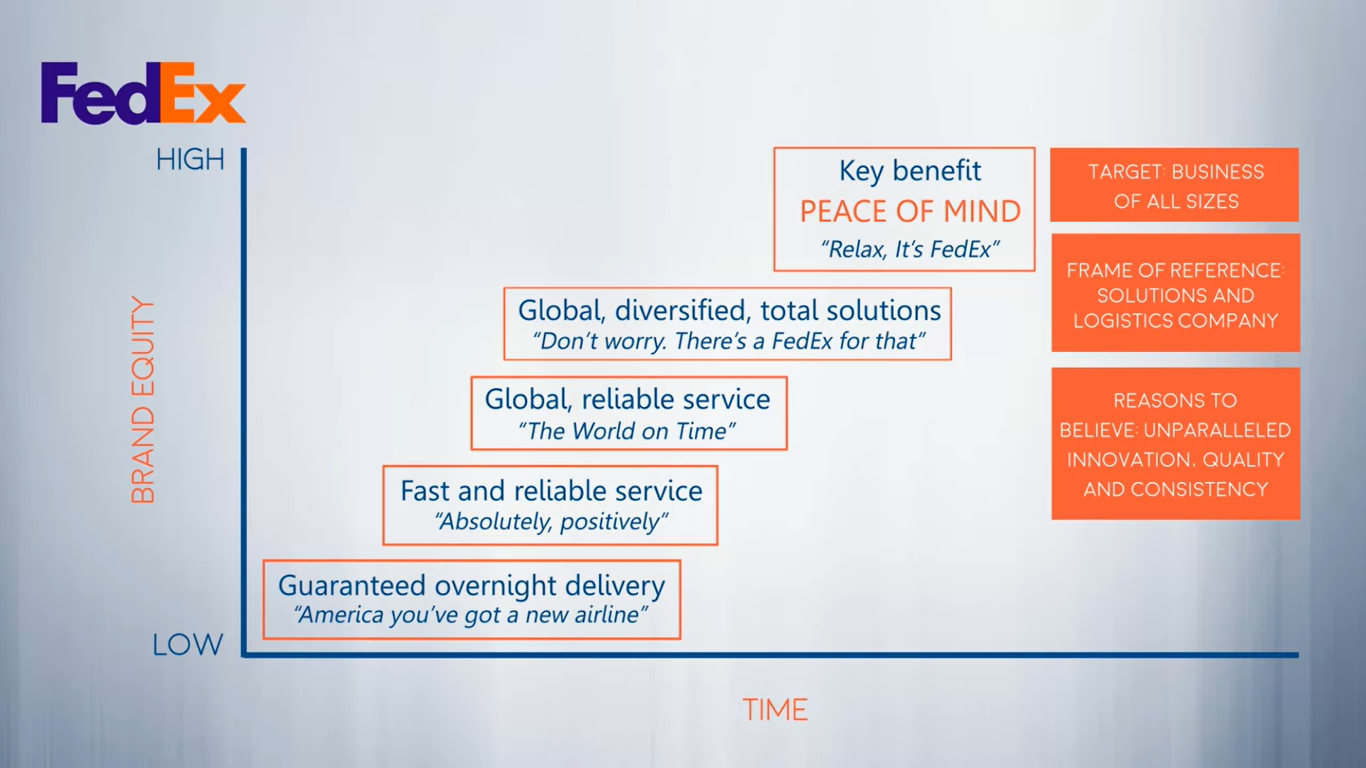 FedEx
HIGH
BRAND EQUITY
LOW
TIME
Key benefit
PEACE OF MIND
“Relax, It’s FedEx”
Global, diversified, total solutions
“Don’t worry. There’s a FedEx for that”
Global, reliable service
“The World on Time”
Fast and reliable service
“Absolutely, positively”
Guaranteed overnight delivery
“America you’ve got a new airline”
TARGET: BUSINESS
OF ALL SIZES
FRAME OF REFERENCE:
SOLUTIONS AND
LOGISTICS COMPANY
REASONS TO
BELIEVE: UNPARALLELED
INNOVATION, QUALITY
AND CONSISTENCY